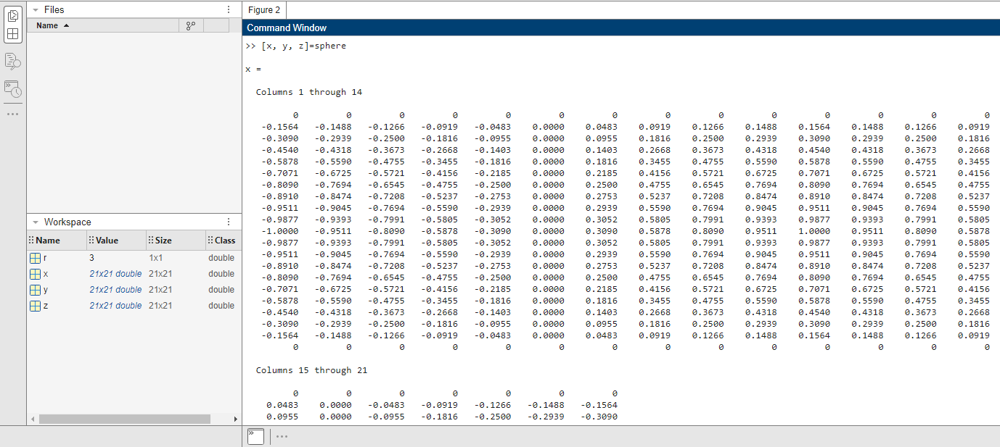 Files
Name
Workspace
Name Value Size Class
r 3 1x1 double
x 21x21 double 21x21 double
y 21x21 double 21x21 double
z 21x21 double 21x21 double
Figure 2
Command Window
>> [x, y, z]=sphere
x =
Columns 1 through 14
0 0 0 0 0 0 0 0 0 0 0 0 0 0
-0.1564 -0.1488 -0.1266 -0.0919 -0.0483 0.0000 0.0483 0.0919 0.1266 0.1488 0.1564 0.1488 0.1266 0.0919
-0.3090 -0.2939 -0.2500 -0.1816 -0.0955 0.0000 0.0955 0.1816 0.2500 0.2939 0.3090 0.2939 0.2500 0.1816
-0.4540 -0.4318 -0.3673 -0.2668 -0.1403 0.0000 0.1403 0.2668 0.3673 0.4318 0.4540 0.4318 0.3673 0.2668
-0.5878 -0.5590 -0.4755 -0.3455 -0.1816 0.0000 0.1816 0.3455 0.4755 0.5590 0.5878 0.5590 0.4755 0.3455
-0.7071 -0.6725 -0.5721 -0.4156 -0.2185 0.0000 0.2185 0.4156 0.5721 0.6725 0.7071 0.6725 0.5721 0.4156
-0.8090 -0.7694 -0.6545 -0.4755 -0.2500 0.0000 0.2500 0.4755 0.6545 0.7694 0.8090 0.7694 0.6545 0.4755
-0.8910 -0.8474 -0.7208 -0.5237 -0.2753 0.0000 0.2753 0.5237 0.7208 0.8474 0.8910 0.8474 0.7208 0.5237
-0.9511 -0.9045 -0.7694 -0.5590 -0.2939 0.0000 0.2939 0.5590 0.7694 0.9045 0.9511 0.9045 0.7694 0.5590
-0.9877 -0.9393 -0.7991 -0.5805 -0.3052 0.0000 0.3052 0.5805 0.7991 0.9393 0.9877 0.9393 0.7991 0.5805
-1.0000 -0.9511 -0.8090 -0.5878 -0.3090 0.0000 0.3090 0.5878 0.8090 0.9511 1.0000 0.9511 0.8090 0.5878
-0.9877 -0.9393 -0.7991 -0.5805 -0.3052 0.0000 0.3052 0.5805 0.7991 0.9393 0.9877 0.9393 0.7991 0.5805
-0.9511 -0.9045 -0.7694 -0.5590 -0.2939 0.0000 0.2939 0.5590 0.7694 0.9045 0.9511 0.9045 0.7694 0.5590
-0.8910 -0.8474 -0.7208 -0.5237 -0.2753 0.0000 0.2753 0.5237 0.7208 0.8474 0.8910 0.8474 0.7208 0.5237
-0.8090 -0.7694 -0.6545 -0.4755 -0.2500 0.0000 0.2500 0.4755 0.6545 0.7694 0.8090 0.7694 0.6545 0.4755
-0.7071 -0.6725 -0.5721 -0.4156 -0.2185 0.0000 0.2185 0.4156 0.5721 0.6725 0.7071 0.6725 0.5721 0.4156
-0.5878 -0.5590 -0.4755 -0.3455 -0.1816 0.0000 0.1816 0.3455 0.4755 0.5590 0.5878 0.5590 0.4755 0.3455
-0.4540 -0.4318 -0.3673 -0.2668 -0.1403 0.0000 0.1403 0.2668 0.3673 0.4318 0.4540 0.4318 0.3673 0.2668
-0.3090 -0.2939 -0.2500 -0.1816 -0.0955 0.0000 0.0955 0.1816 0.2500 0.2939 0.3090 0.2939 0.2500 0.1816
-0.1564 -0.1488 -0.1266 -0.0919 -0.0483 0.0000 0.0483 0.0919 0.1266 0.1488 0.1564 0.1488 0.1266 0.0919
0 0 0 0 0 0 0 0 0 0 0 0 0 0
Columns 15 through 21
0 0 0 0 0 0 0
0.0483 0.0000 -0.0483 -0.0919 -0.1266 -0.1488 -0.1564
0.0955 0.0000 -0.0955 -0.1816 -0.2500 -0.2939 -0.3090